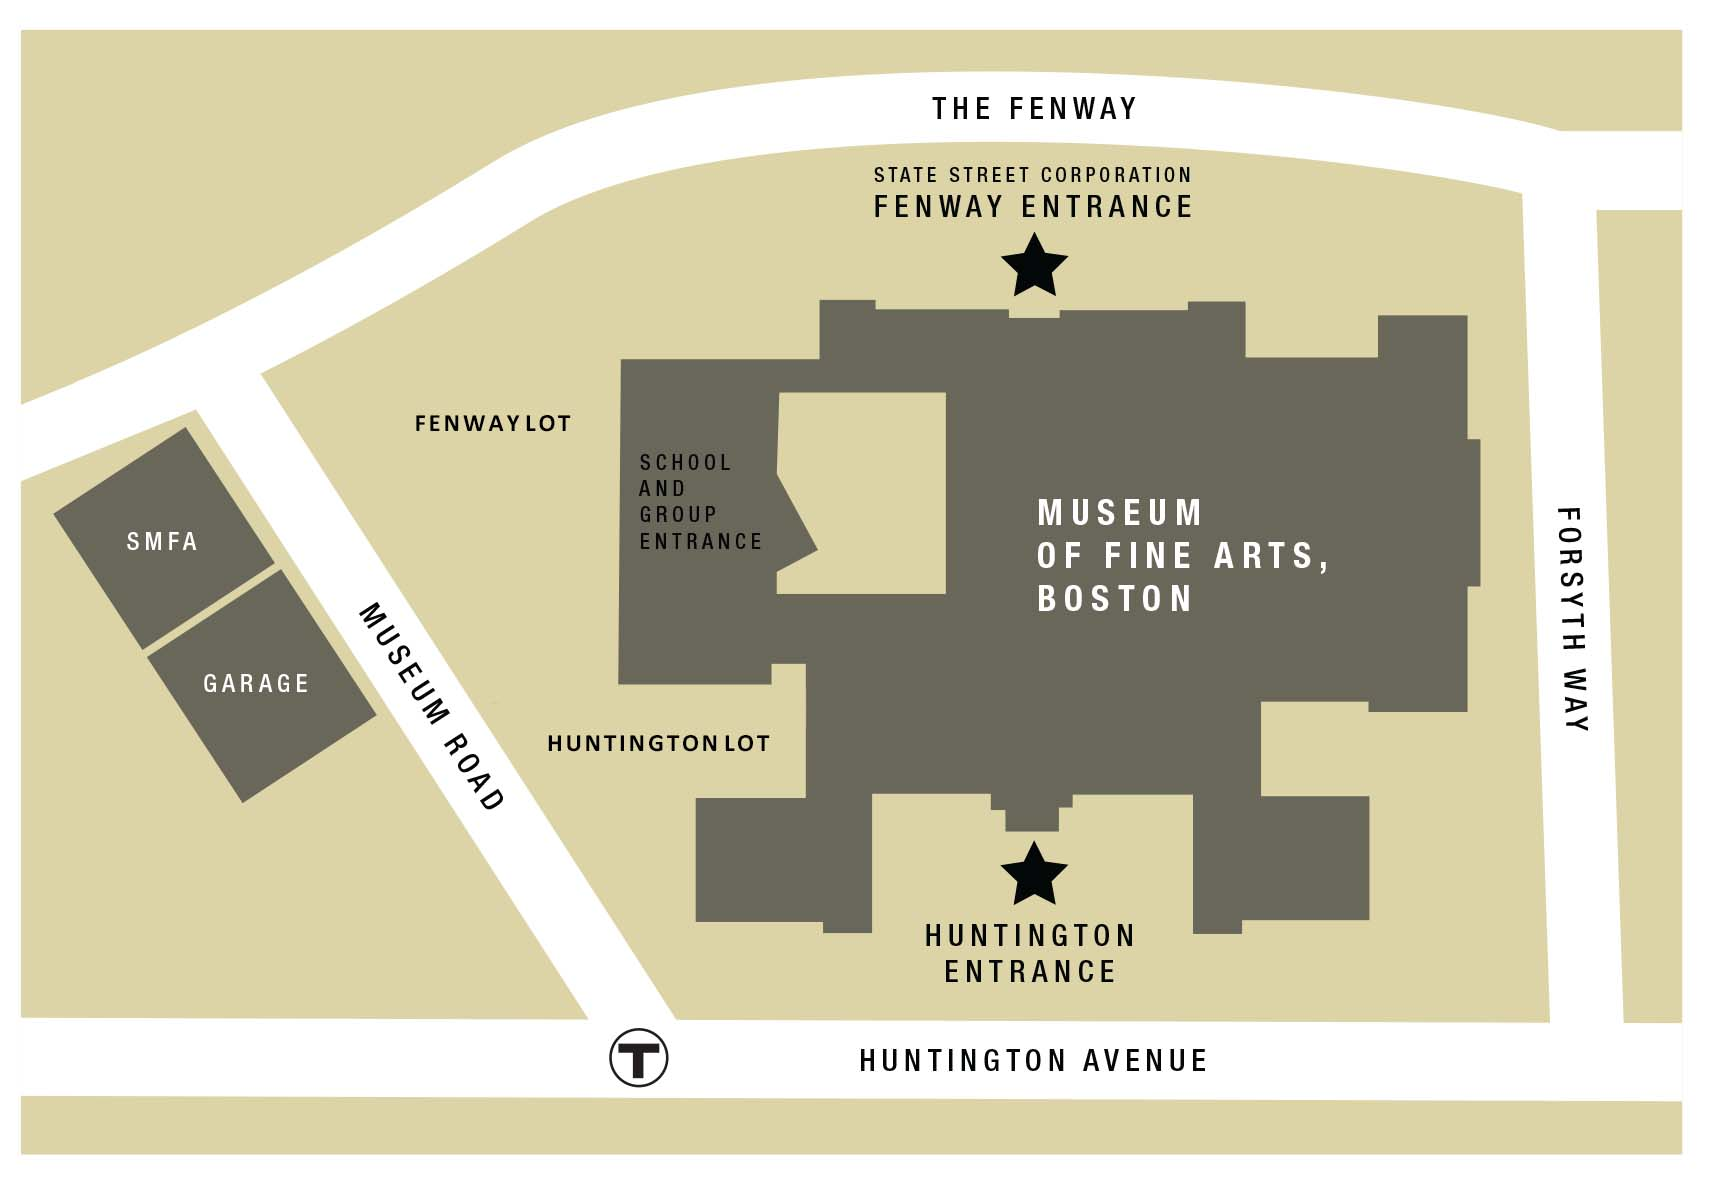 THE FENWAY
STATE STREET CORPORATION
FENWAY ENTRANCE
FENWAY LOT
SCHOOL
AND
GROUP
ENTRANCE
MUSEUM
OF FINE ARTS,
BOSTON
SMFA
GARAGE
MUSEUM ROAD
FORSYTH WAY
HUNTINGTON LOT
HUNTINGTON
ENTRANCE
T
HUNTINGTON AVENUE